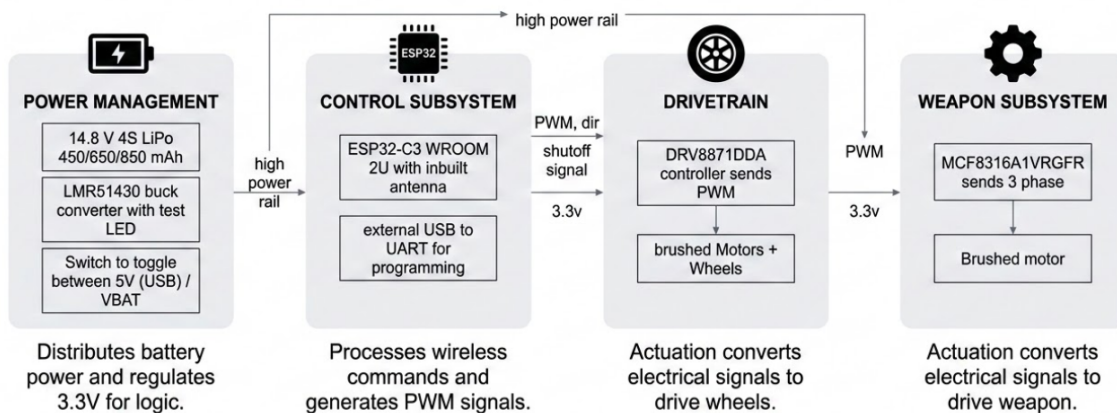 high power rail
ESP32
POWER MANAGEMENT
14.8 V 4S LiPo
450/650/850 mAh
LMR51430 buck
converter with test
LED
Switch to toggle
between 5V (USB) /
VBAT
Distributes battery
power and regulates
3.3V for logic.
high
power
rail
CONTROL SUBSYSTEM
ESP32-C3 WROOM
2U with inbuilt
antenna
external USB to
UART for
programming
Processes wireless
commands and
generates PWM signals.
PWM, dir
shutoff
signal
3.3v
DRIVETRAIN
DRV8871DDA
controller sends
PWM
brushed Motors +
Wheels
Actuation converts
electrical signals to
drive wheels.
PWM
3.3v
WEAPON SUBSYSTEM
MCF8316A1VRGFR
sends 3 phase
Brushed motor
Actuation converts
electrical signals to
drive weapon.